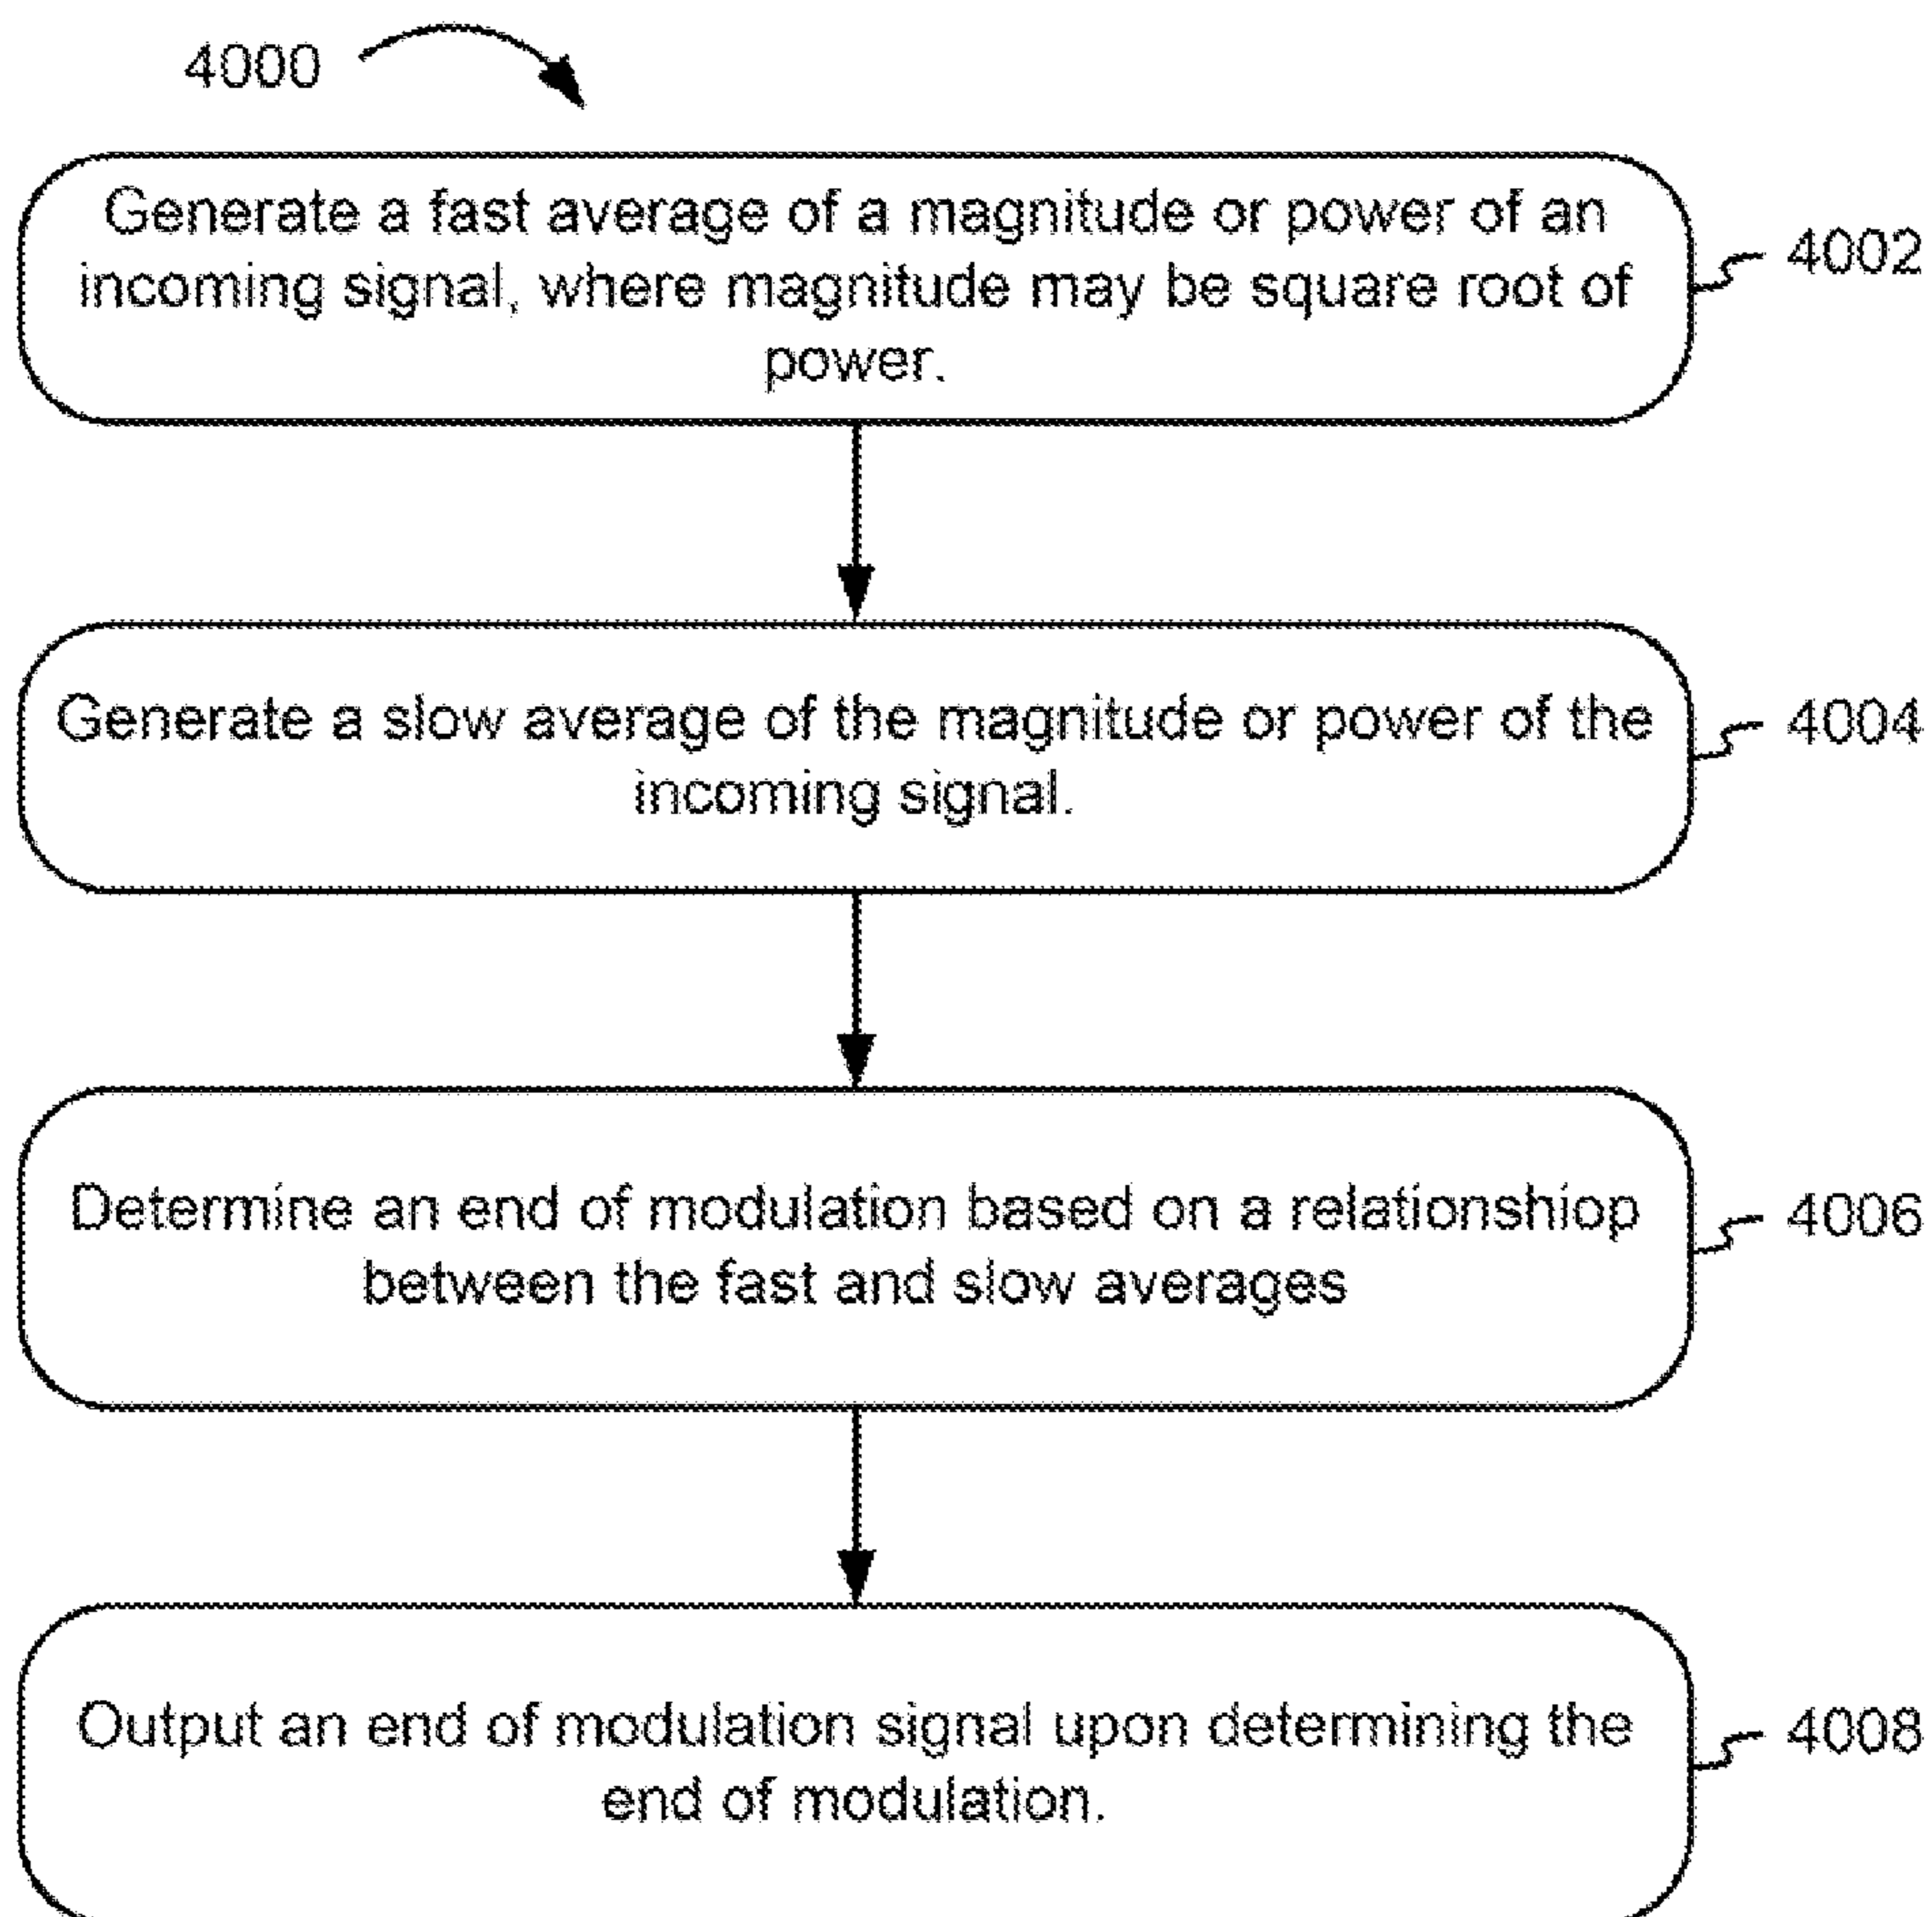 4000
Generate a fast average of a magnitude or power of an
incoming signal, where magnitude may be square root of
power.
4002
Generate a slow average of the magnitude or power of the
incoming signal.
4004
Determine an end of modulation based on a relationshiop
between the fast and slow averages
4006
Output an end of modulation signal upon determining the
end of modulation.
4008